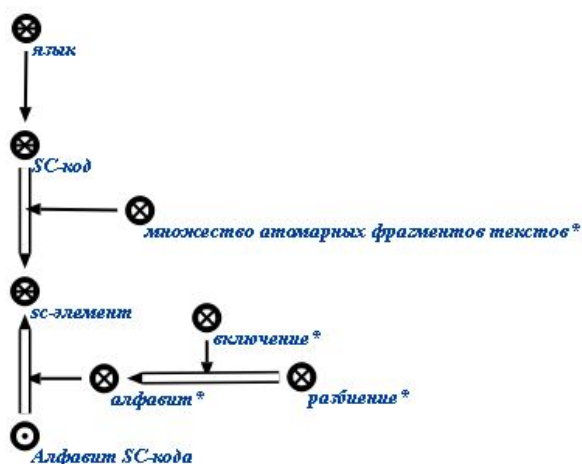 язык
SC-код
множество атомарных фрагментов текстов*
sc-элемент
включение*
алфавит*
разбиение*
Алфавит SC-кода